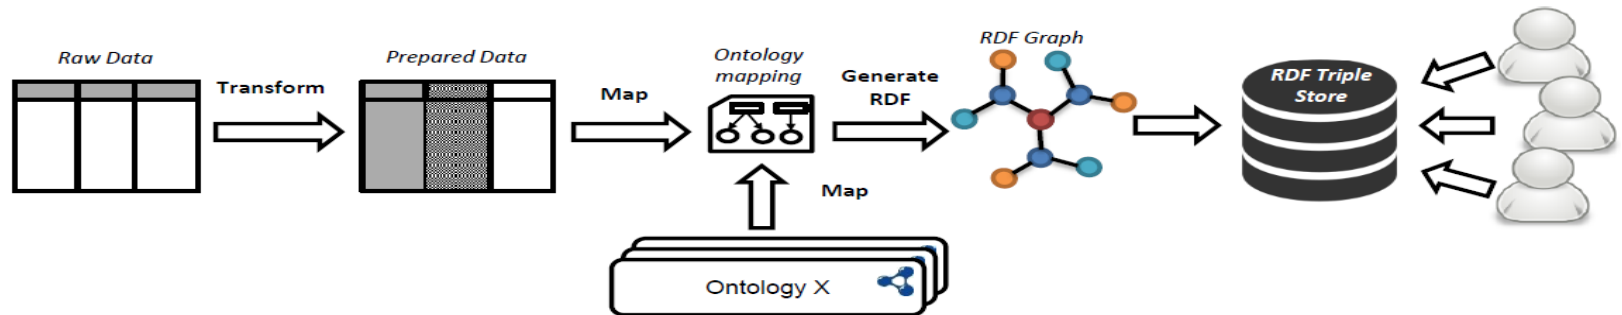 Raw Data
Transform
Prepared Data
Map
Ontology
mapping
Generate
RDF
RDF Graph
RDF Triple
Store
Map
Ontology X